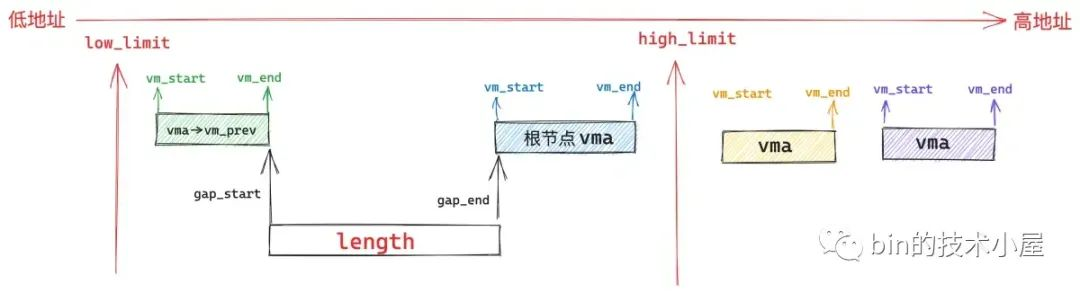 低地址
高地址
low_limit
high_limit
vm_start
vm_end
vm_start
vm_end
vm_start
vm_end
vm_start
vm_end
vma→vm_prev
根节点 vma
vma
vma
gap_start
gap_end
length
bin的技术小屋